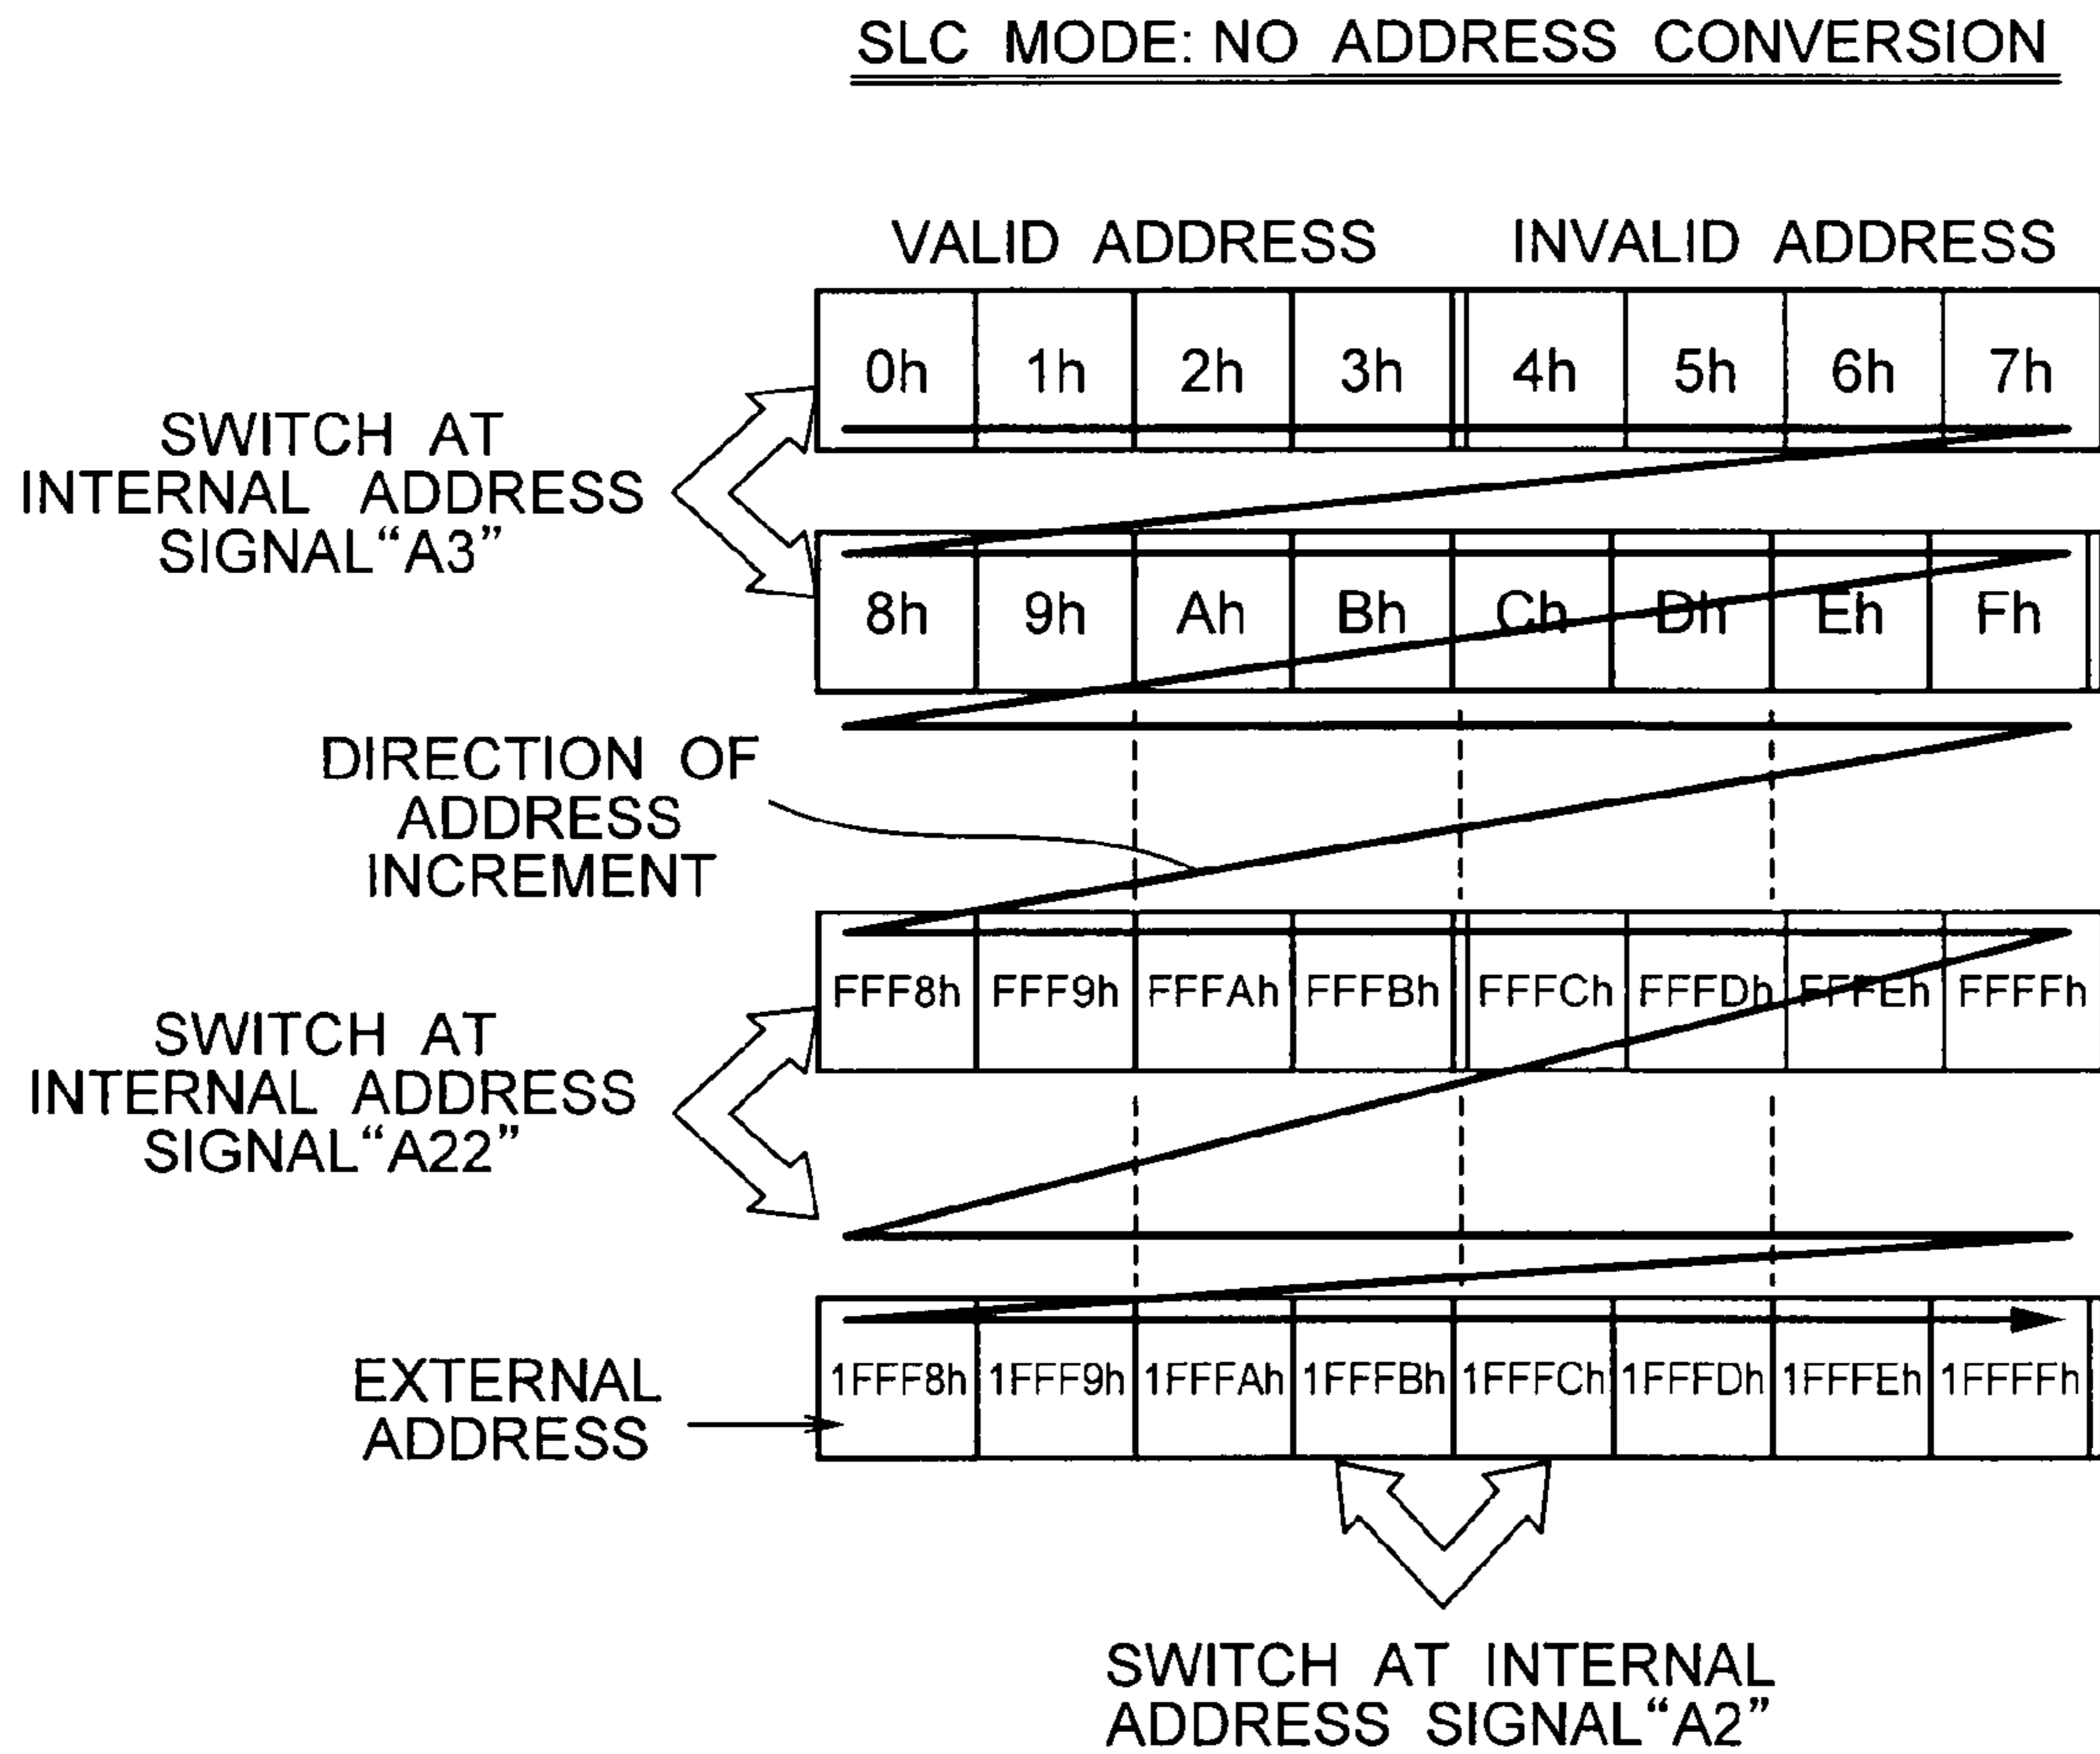 SLC MODE: NO ADDRESS CONVERSION
VALID ADDRESS INVALID ADDRESS
0h 1h 2h 3h 4h 5h 6h 7h
SWITCH AT
INTERNAL ADDRESS
SIGNAL“A3”
8h 9h Ah Bh Ch Dh Eh Fh
DIRECTION OF
ADDRESS
INCREMENT
FFF8h FFF9h FFFAh FFFBh FFFCh FFFDh FFFEh FFFFh
SWITCH AT
INTERNAL ADDRESS
SIGNAL“A22”
1FFF8h 1FFF9h 1FFFAh 1FFFBh 1FFFCh 1FFFDh 1FFFEh 1FFFFh
EXTERNAL
ADDRESS
SWITCH AT INTERNAL
ADDRESS SIGNAL“A2”